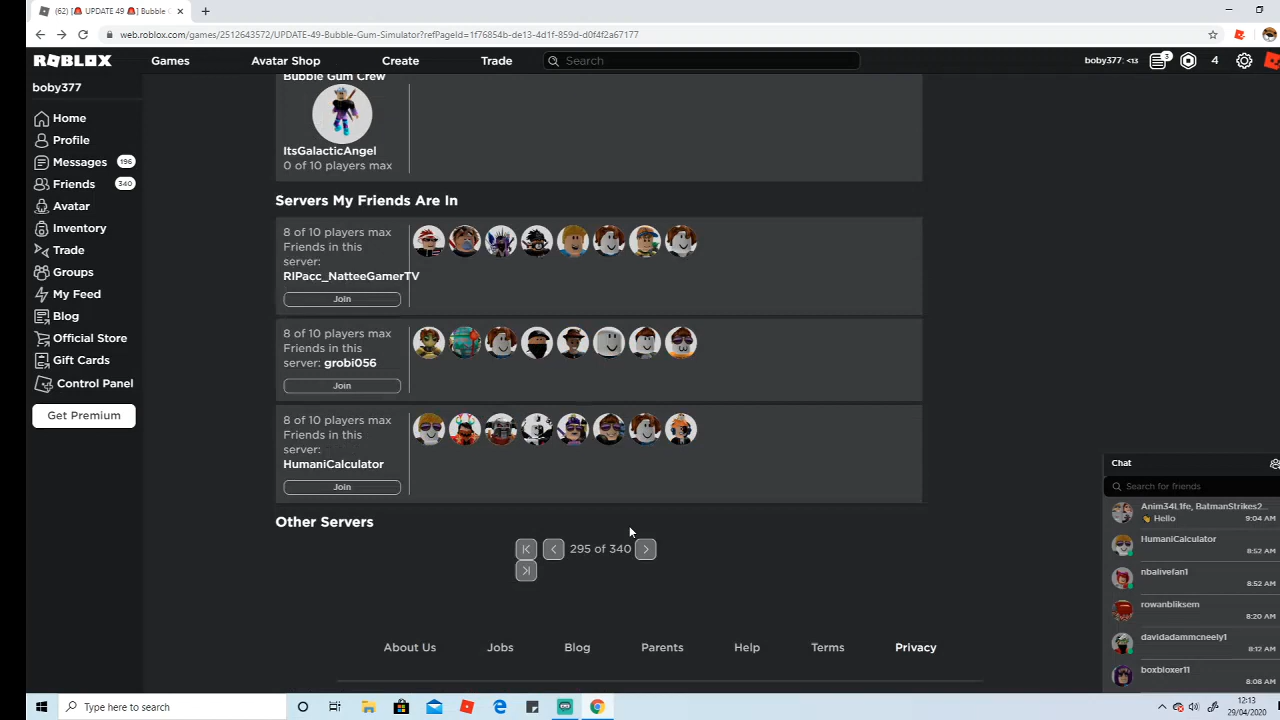 (62) [🚨 UPDATE 49 🚨] Bubble G
web.roblox.com/games/2512643572/UPDATE-49-Bubble-Gum-Simulator?refPageId=1f76854b-de13-4d1f-859d-d0f4f2a67177
ROBLOX
Games
Avatar Shop
Create
Trade
Search
boby377: <13
3
4
boby377
Home
Profile
Messages 196
Friends 340
Avatar
Inventory
Trade
Groups
My Feed
Blog
Official Store
Gift Cards
Control Panel
Get Premium
Bubble Gum Crew
ItsGalacticAngel
0 of 10 players max
Servers My Friends Are In
8 of 10 players max
Friends in this
server:
RIPacc_NatteeGamerTV
Join
8 of 10 players max
Friends in this
server: grobi056
Join
8 of 10 players max
Friends in this
server:
HumaniCalculator
Join
Other Servers
295 of 340
About Us
Jobs
Blog
Parents
Help
Terms
Privacy
Chat
Search for friends
Anim34L1fe, BatmanStrikes2...
👋 Hello
9:04 AM
HumaniCalculator
8:52 AM
nbalivefan1
8:52 AM
rowanbliksem
8:20 AM
davidadammcneely1
8:12 AM
boxbloxer11
8:08 AM
Type here to search
12:13
29/04/2020